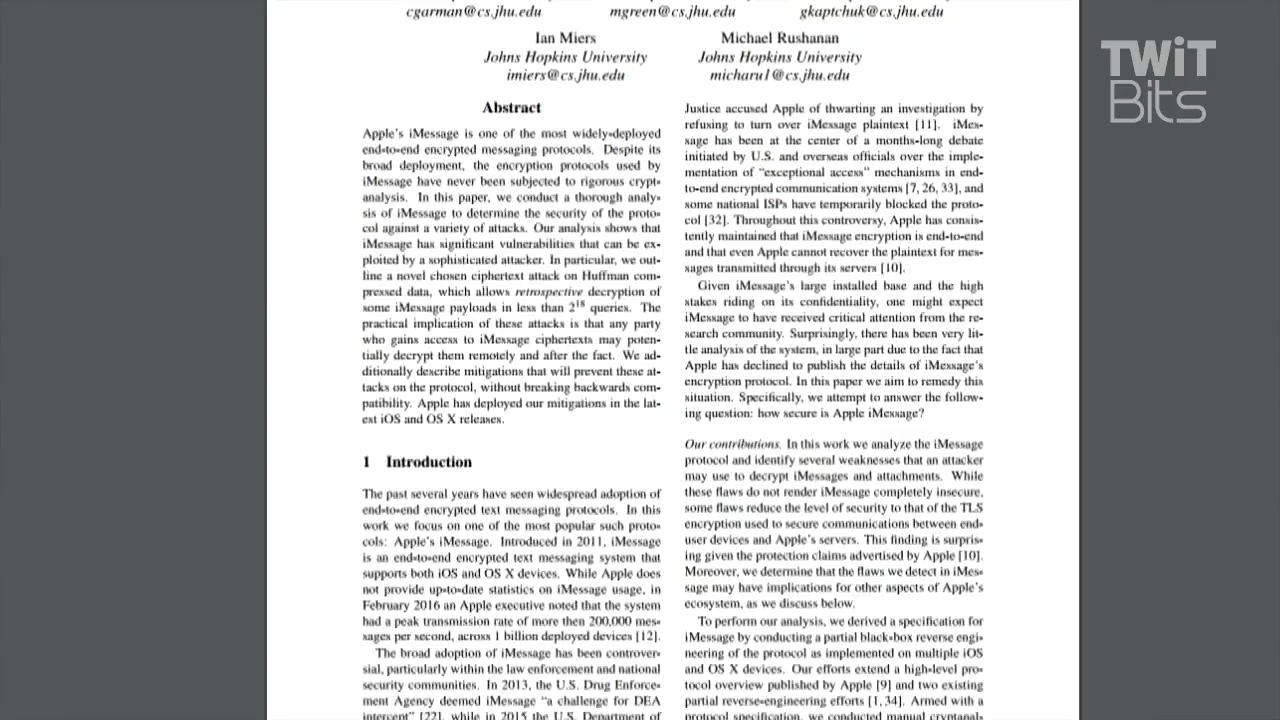 cgarman@cs.jhu.edu mgreen@cs.jhu.edu gkaptchuk@cs.jhu.edu
Ian Miers Michael Rushanan
Johns Hopkins University Johns Hopkins University
imiers@cs.jhu.edu micharu1@cs.jhu.edu
TWiT
Bits
Abstract
Apple's iMessage is one of the most widely-deployed
end-to-end encrypted messaging protocols. Despite its
broad deployment, the encryption protocols used by
iMessage have never been subjected to rigorous crypt-
analysis. In this paper, we conduct a thorough analy-
sis of iMessage to determine the security of the proto-
col against a variety of attacks. Our analysis shows that
iMessage has significant vulnerabilities that can be ex-
ploited by a sophisticated attacker. In particular, we out-
line a novel chosen ciphertext attack on Huffman com-
pressed data, which allows retrospective decryption of
some iMessage payloads in less than 2^18 queries. The
practical implication of these attacks is that any party
who gains access to iMessage ciphertexts may poten-
tially decrypt them remotely and after the fact. We ad-
ditionally describe mitigations that will prevent these at-
tacks on the protocol, without breaking backwards com-
patibility. Apple has deployed our mitigations in the lat-
est iOS and OS X releases.
1 Introduction
The past several years have seen widespread adoption of
end-to-end encrypted text messaging protocols. In this
work we focus on one of the most popular such proto-
cols: Apple's iMessage. Introduced in 2011, iMessage
is an end-to-end encrypted text messaging system that
supports both iOS and OS X devices. While Apple does
not provide up-to-date statistics on iMessage usage, in
February 2016 an Apple executive noted that the system
had a peak transmission rate of more then 200,000 mes-
sages per second, across 1 billion deployed devices [12].
The broad adoption of iMessage has been controver-
sial, particularly within the law enforcement and national
security communities. In 2013, the U.S. Drug Enforce-
ment Agency deemed iMessage "a challenge for DEA
intercept" [22], while in 2015 the U.S. Department of
Justice accused Apple of thwarting an investigation by
refusing to turn over iMessage plaintext [11]. iMes-
sage has been at the center of a months-long debate
initiated by U.S. and overseas officials over the imple-
mentation of "exceptional access" mechanisms in end-
to-end encrypted communication systems [7, 26, 33], and
some national ISPs have temporarily blocked the proto-
col [32]. Throughout this controversy, Apple has consis-
tently maintained that iMessage encryption is end-to-end
and that even Apple cannot recover the plaintext for mes-
sages transmitted through its servers [10].
Given iMessage's large installed base and the high
stakes riding on its confidentiality, one might expect
iMessage to have received critical attention from the re-
search community. Surprisingly, there has been very lit-
tle analysis of the system, in large part due to the fact that
Apple has declined to publish the details of iMessage's
encryption protocol. In this paper we aim to remedy this
situation. Specifically, we attempt to answer the follow-
ing question: how secure is Apple iMessage?
Our contributions. In this work we analyze the iMessage
protocol and identify several weaknesses that an attacker
may use to decrypt iMessages and attachments. While
these flaws do not render iMessage completely insecure,
some flaws reduce the level of security to that of the TLS
encryption used to secure communications between end-
user devices and Apple's servers. This finding is surpris-
ing given the protection claims advertised by Apple [10].
Moreover, we determine that the flaws we detect in iMes-
sage may have implications for other aspects of Apple's
ecosystem, as we discuss below.
To perform our analysis, we derived a specification for
iMessage by conducting a partial black-box reverse engi-
neering of the protocol as implemented on multiple iOS
and OS X devices. Our efforts extend a high-level pro-
tocol overview published by Apple [9] and two existing
partial reverse-engineering efforts [1, 34]. Armed with a
protocol specification, we conducted manual cryptanal-